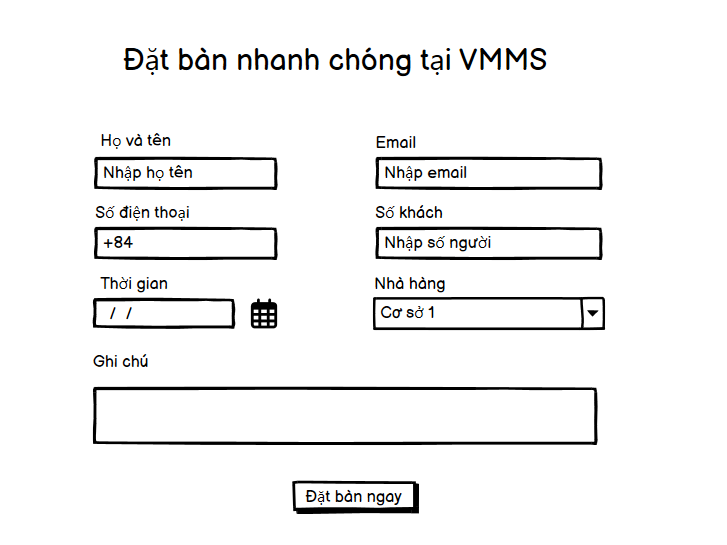 Đặt bàn nhanh chóng tại VMMS
Họ và tên
Email
Nhập họ tên
Nhập email
Số điện thoại
Số khách
+84
Nhập số người
Thời gian
Nhà hàng
/ /
Cơ sở 1
Ghi chú
Đặt bàn ngay